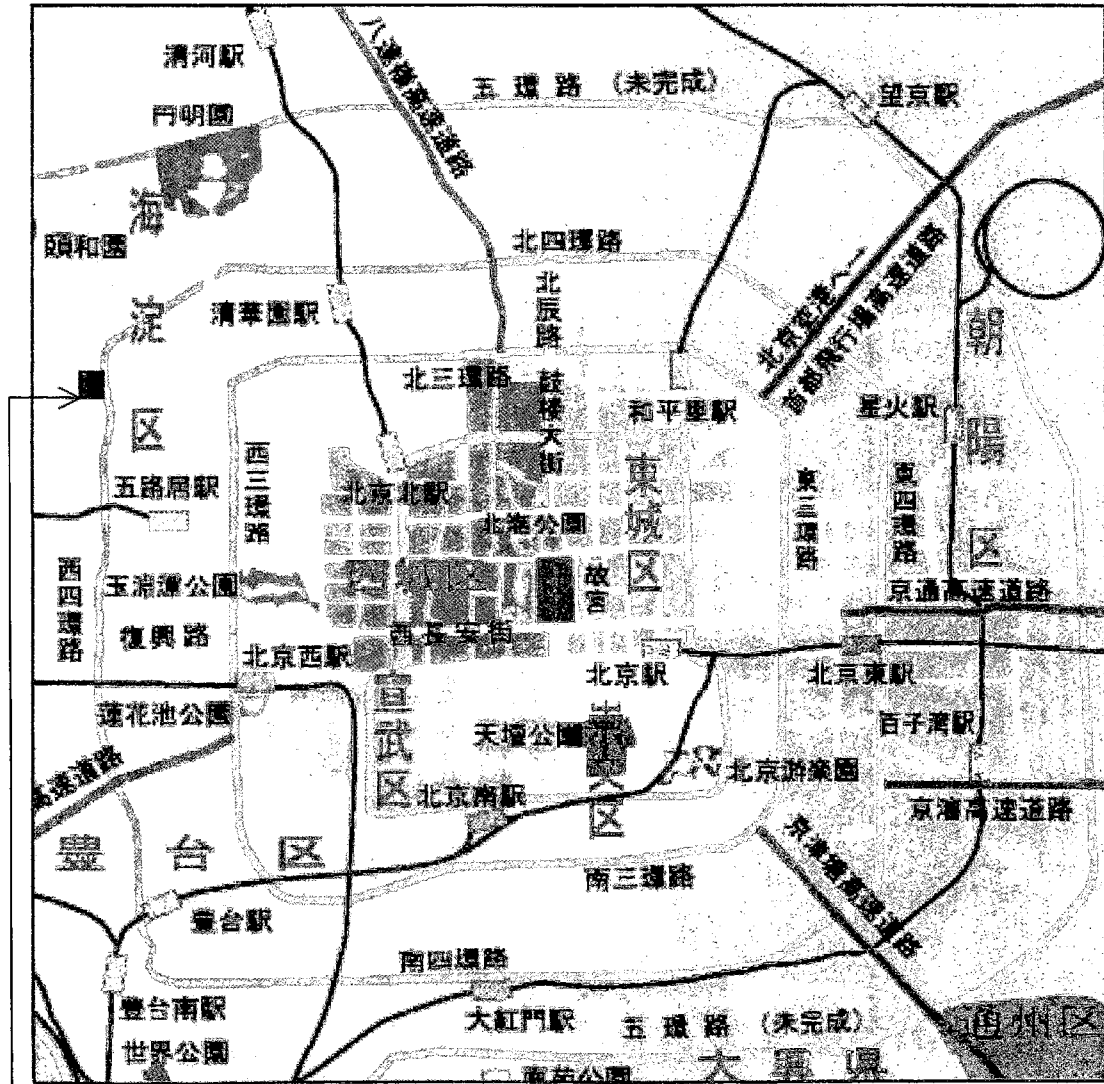 清河駅
八達嶺高速道路
五環路 (未完成)
望京駅
円明園
海淀区
頤和園
北四環路
北辰路
清華園駅
北京空港へ
首都飛行場高速道路
朝陽区
北三環路
鼓楼大街
和平里駅
星火駅
西三環路
五路居駅
北京北駅
東城区
東三環路
東四環路
北海公園
西四環路
玉淵潭公園
西城区
故宮
京通高速道路
復興路
西長安街
北京西駅
北京駅
北京東駅
蓮花池公園
宣武区
天壇公園
百子湾駅
高速道路
北京南駅
北京游楽園
京瀋高速道路
豊台区
南三環路
京津塘高速道路
豊台駅
南四環路
豊台南駅
大紅門駅
五環路 (未完成)
通州区
世界公園
大興県
南苑公園